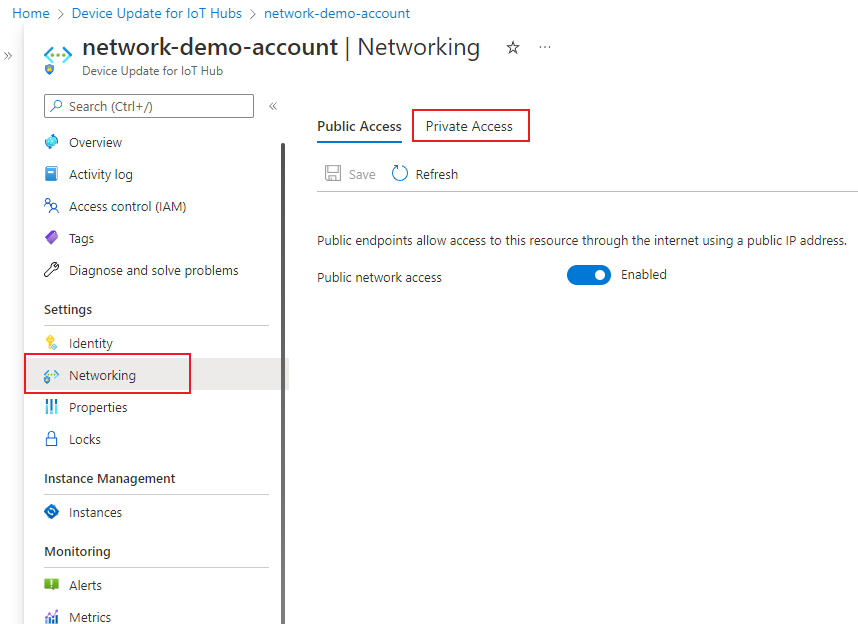 Home > Device Update for IoT Hubs > network-demo-account
»
network-demo-account | Networking ☆ ···
Device Update for IoT Hub
Search (Ctrl+/) «
Overview
Activity log
Access control (IAM)
Tags
Diagnose and solve problems
Settings
Identity
Networking
Properties
Locks
Instance Management
Instances
Monitoring
Alerts
Metrics
Public Access Private Access
Save Refresh
Public endpoints allow access to this resource through the internet using a public IP address.
Public network access Enabled